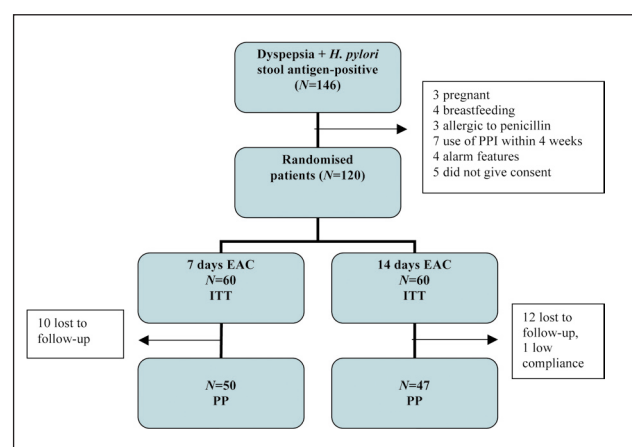 Dyspepsia + H. pylori
stool antigen-positive
(N=146)
3 pregnant
4 breastfeeding
3 allergic to penicillin
7 use of PPI within 4 weeks
4 alarm features
5 did not give consent
Randomised
patients (N=120)
7 days EAC
N=60
ITT
14 days EAC
N=60
ITT
10 lost to
follow-up
12 lost to
follow-up,
1 low
compliance
N=50
PP
N=47
PP